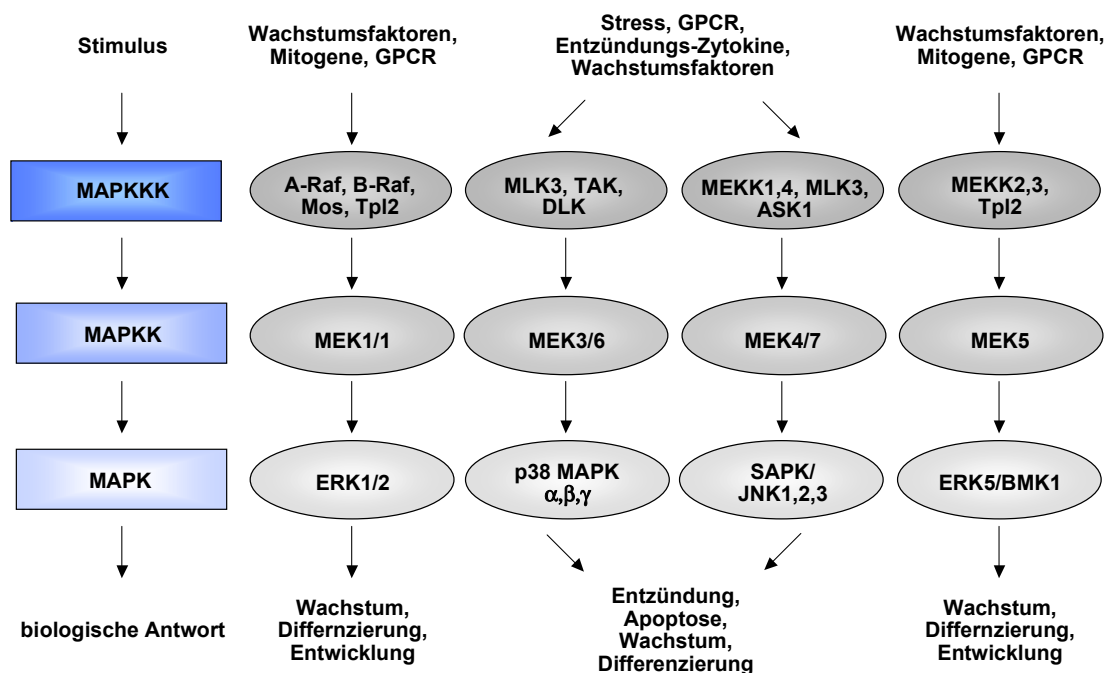 Stimulus
Wachstumsfaktoren,
Mitogene, GPCR
Stress, GPCR,
Entzündungs-Zytokine,
Wachstumsfaktoren
Wachstumsfaktoren,
Mitogene, GPCR
MAPKKK
A-Raf, B-Raf,
Mos, Tpl2
MLK3, TAK,
DLK
MEKK1,4, MLK3,
ASK1
MEKK2,3,
Tpl2
MAPKK
MEK1/1
MEK3/6
MEK4/7
MEK5
MAPK
ERK1/2
p38 MAPK
α,β,γ
SAPK/
JNK1,2,3
ERK5/BMK1
biologische Antwort
Wachstum,
Differnzierung,
Entwicklung
Entzündung,
Apoptose,
Wachstum,
Differenzierung
Wachstum,
Differnzierung,
Entwicklung